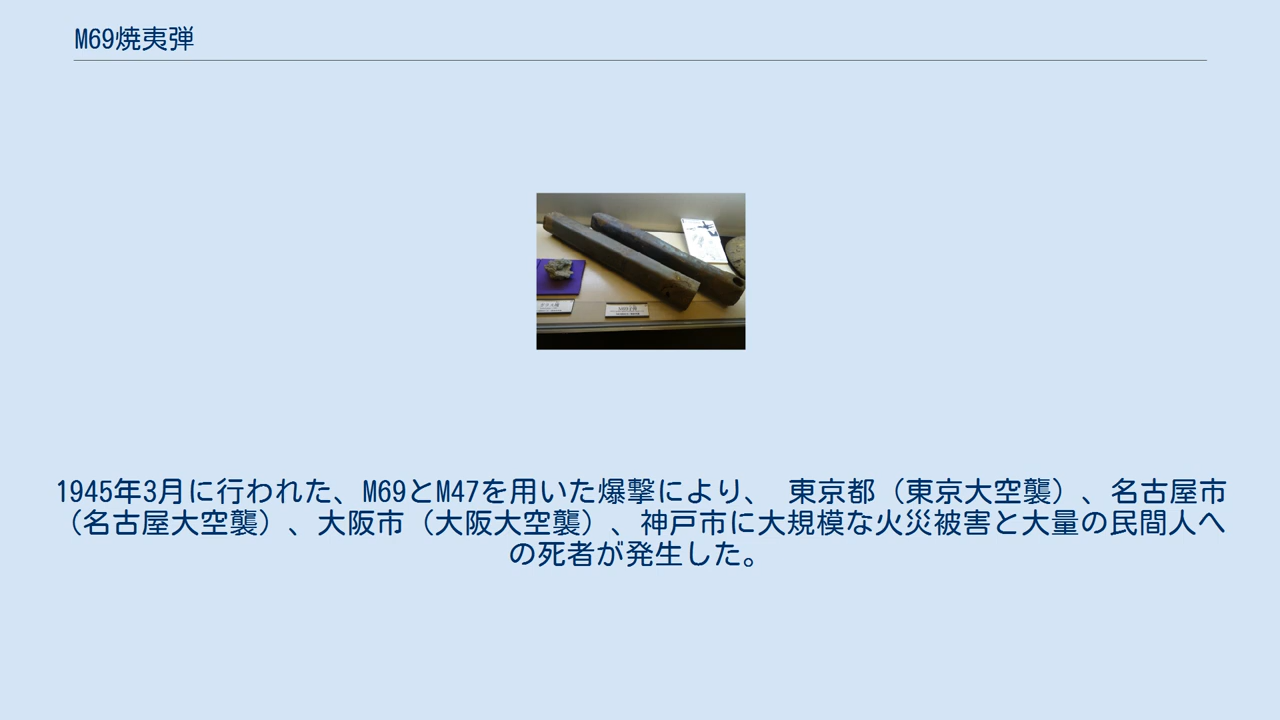 M69焼夷弾
1945年3月に行われた、M69とM47を用いた爆撃により、 東京都（東京大空襲）、名古屋市
（名古屋大空襲）、大阪市（大阪大空襲）、神戸市に大規模な火災被害と大量の民間人へ
の死者が発生した。